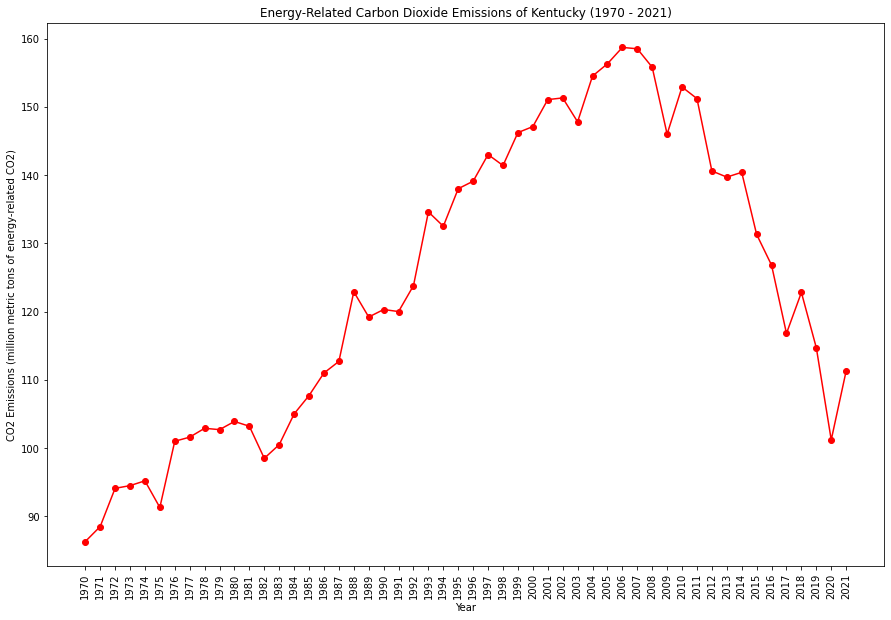 Energy-Related Carbon Dioxide Emissions of Kentucky (1970 - 2021)
CO2 Emissions (million metric tons of energy-related CO2)
160
150
140
130
120
110
100
90
1970 1971 1972 1973 1974 1975 1976 1977 1978 1979 1980 1981 1982 1983 1984 1985 1986 1987 1988 1989 1990 1991 1992 1993 1994 1995 1996 1997 1998 1999 2000 2001 2002 2003 2004 2005 2006 2007 2008 2009 2010 2011 2012 2013 2014 2015 2016 2017 2018 2019 2020 2021
Year